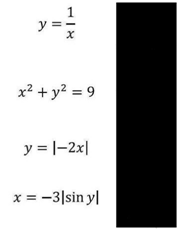 y = 1/x
x² + y² = 9
y = |−2x|
x = −3|sin y|